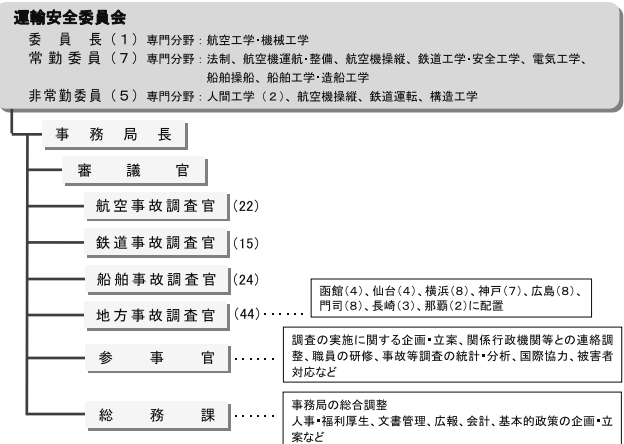 運輸安全委員会
委員長(1)専門分野:航空工学・機械工学
常勤委員(7)専門分野:法制、航空機運航・整備、航空機操縦、鉄道工学・安全工学、電気工学、
船舶操船、船舶工学・造船工学
非常勤委員(5)専門分野:人間工学(2)、航空機操縦、鉄道運転、構造工学
事務局長
審議官
航空事故調査官(22)
鉄道事故調査官(15)
船舶事故調査官(24)
地方事故調査官(44)……
函館(4)、仙台(4)、横浜(8)、神戸(7)、広島(8)、
門司(8)、長崎(3)、那覇(2)に配置
参事官……
調査の実施に関する企画・立案、関係行政機関等との連絡調
整、職員の研修、事故等調査の統計・分析、国際協力、被害者
対応など
総務課……
事務局の総合調整
人事・福利厚生、文書管理、広報、会計、基本的政策の企画・立
案など